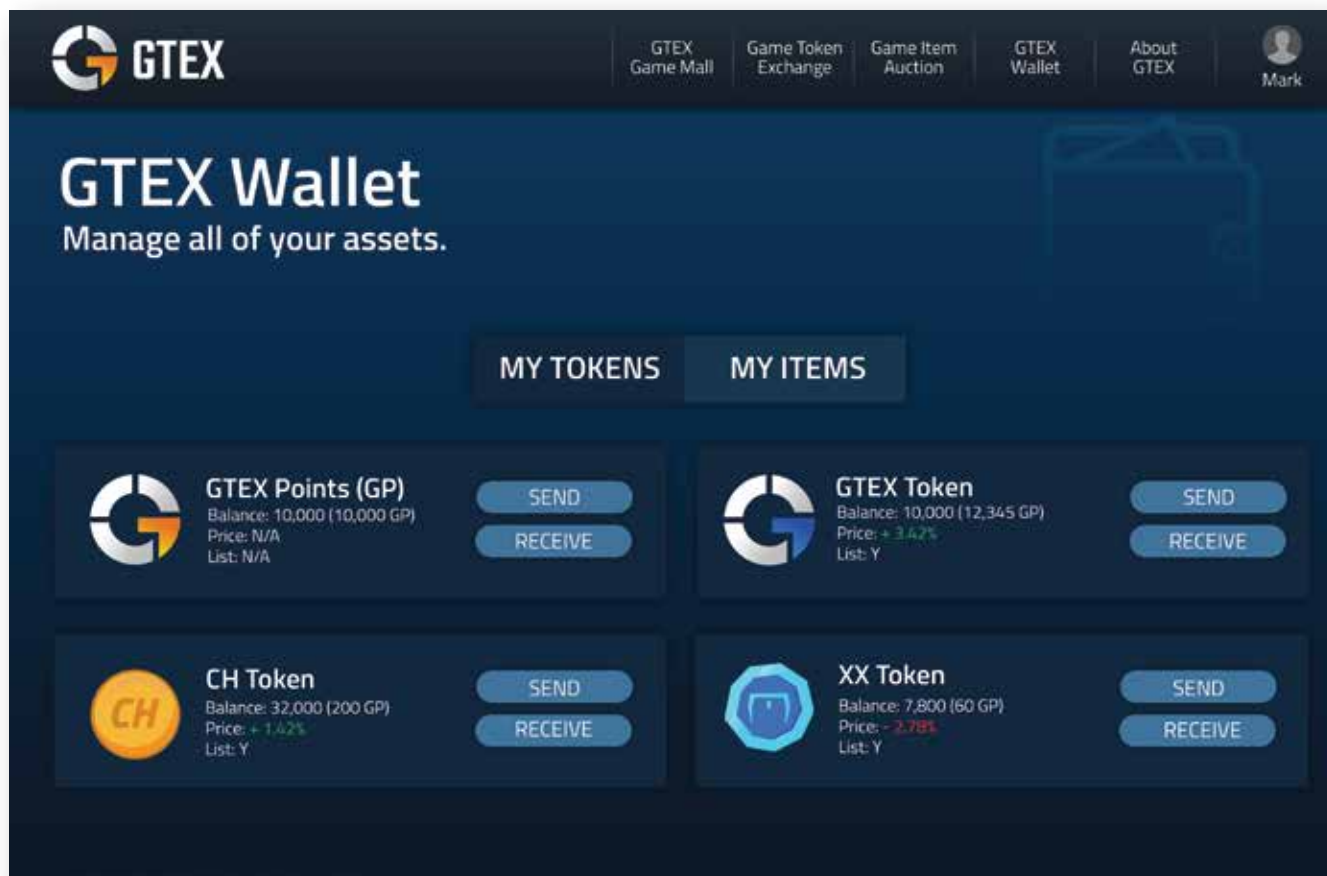 GTEX
GTEX
Game Mall
Game Token
Exchange
Game Item
Auction
GTEX
Wallet
About
GTEX
Mark
GTEX Wallet
Manage all of your assets.
MY TOKENS
MY ITEMS
GTEX Points (GP)
Balance: 10,000 (10,000 GP)
Price: N/A
List: N/A
SEND
RECEIVE
GTEX Token
Balance: 10,000 (12,345 GP)
Price: + 3.42%
List: Y
SEND
RECEIVE
CH
CH Token
Balance: 32,000 (200 GP)
Price: + 1.42%
List: Y
SEND
RECEIVE
XX Token
Balance: 7,800 (60 GP)
Price: - 2.78%
List: Y
SEND
RECEIVE